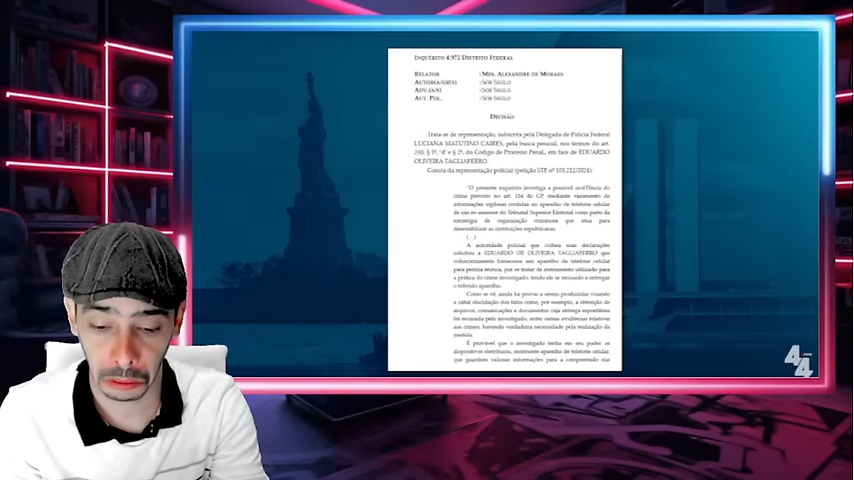 INQUÉRITO 4.972 DISTRITO FEDERAL
RELATOR : MIN. ALEXANDRE DE MORAES
AUTOR(A/S)(ES) : SOB SIGILO
ADV.(A/S) : SOB SIGILO
AUT. POL. : SOB SIGILO
DECISÃO
Trata-se de representação, subscrita pela Delegada de Polícia Federal
LUCIANA MATUTINO CAIRES, pela busca pessoal, nos termos do art.
240, § 1º, 'd' e § 2º, do Código de Processo Penal, em face de EDUARDO
OLIVEIRA TAGLIAFERRO.
Consta da representação policial (petição STF nº 103.212/2024):
"O presente inquérito investiga a possível ocorrência do
crime previsto no art. 154 do CP, mediante vazamento de
informações sigilosas contidas no aparelho de telefone celular
de um ex-assessor do Tribunal Superior Eleitoral como parte da
estratégia de organização criminosa que atua para
desestabilizar as instituições republicanas.
(...)
A autoridade policial que colheu suas declarações
solicitou a EDUARDO DE OLIVEIRA TAGLIAFERRO que
voluntariamente fornecesse seu aparelho de telefone celular
para perícia técnica, por se tratar de instrumento utilizado para
a prática do crime investigado, tendo ele se recusado a entregar
o referido aparelho.
Como se vê, ainda há provas a serem produzidas visando
a cabal elucidação dos fatos como, por exemplo, a obtenção de
arquivos, comunicações e documentos cuja entrega espontânea
foi recusada pelo investigado, entre outras evidências relativas
aos crimes, havendo verdadeira necessidade pela realização da
medida.
É provável que o investigado tenha em seu poder os
dispositivos eletrônicos, mormente aparelho de telefone celular,
que guardem valiosas informações para a compreensão das